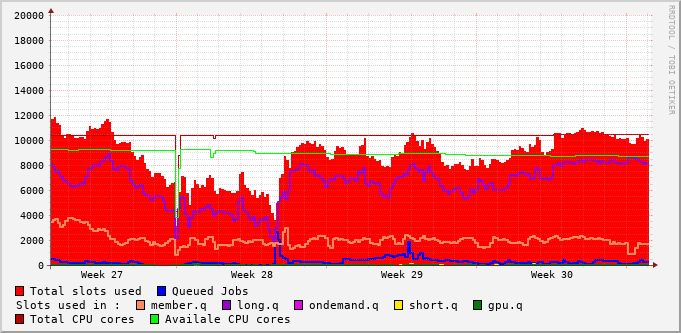 20000
18000
16000
14000
12000
10000
8000
6000
4000
2000
0
Week 27 Week 28 Week 29 Week 30
Total slots used Queued Jobs
Slots used in : member.q long.q ondemand.q short.q gpu.q
Total CPU cores Availale CPU cores
RRDTOOL / TOBI OETIKER